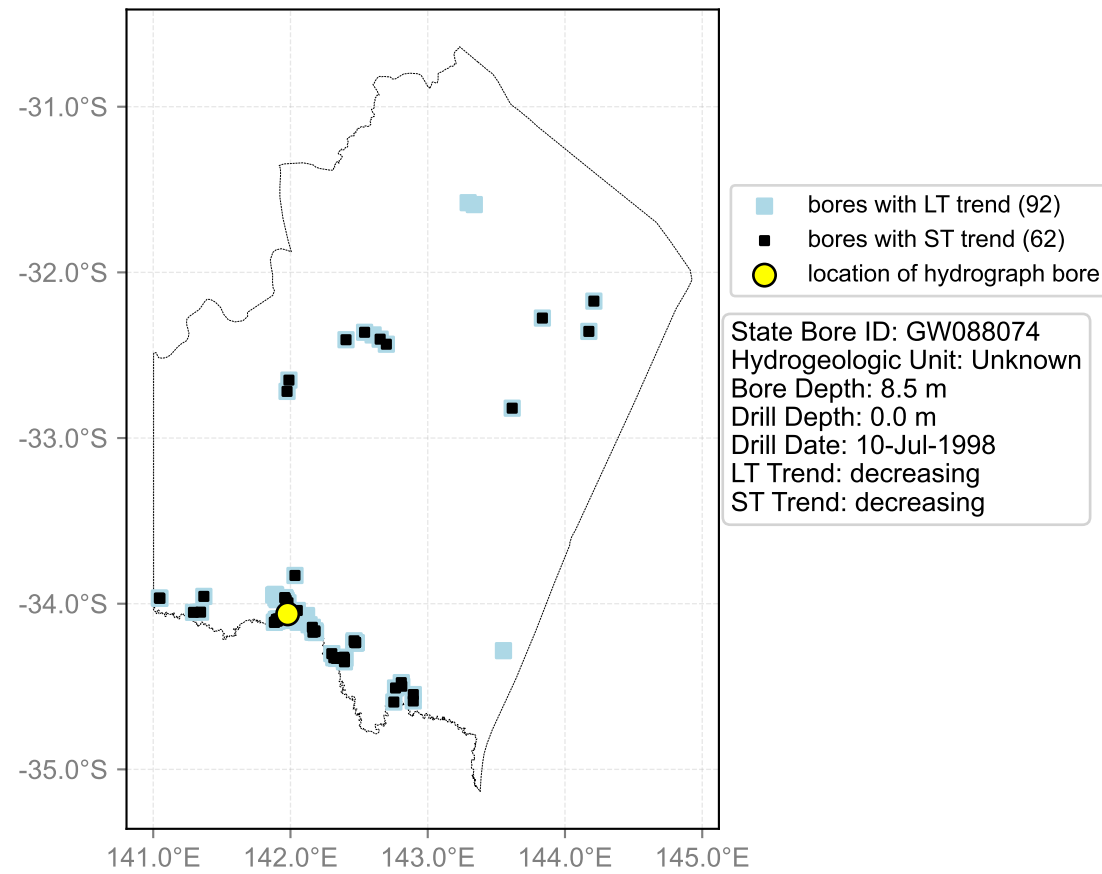 -31.0°S
-32.0°S
-33.0°S
-34.0°S
-35.0°S
141.0°E 142.0°E 143.0°E 144.0°E 145.0°E
bores with LT trend (92)
bores with ST trend (62)
location of hydrograph bore
State Bore ID: GW088074
Hydrogeologic Unit: Unknown
Bore Depth: 8.5 m
Drill Depth: 0.0 m
Drill Date: 10-Jul-1998
LT Trend: decreasing
ST Trend: decreasing